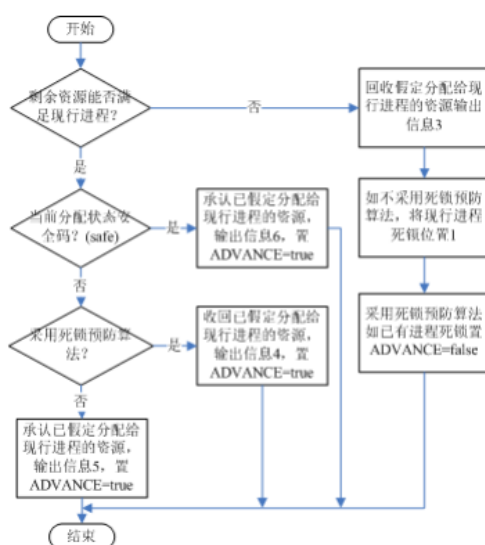 开始
剩余资源能否满
足现行进程？
否
回收假定分配给现
行进程的资源输出
信息3
是
当前分配状态安
全码？(safe)
是
承认已假定分配给
现行进程的资源，
输出信息6，置
ADVANCE=true
如不采用死锁预防
算法，将现行进程
死锁位置1
否
采用死锁预防算
法？
是
收回已假定分配给
现行进程的资源，
输出信息4，置
ADVANCE=true
采用死锁预防算法
如已有进程死锁置
ADVANCE=false
否
承认已假定分配给
现行进程的资源，
输出信息5，置
ADVANCE=true
结束